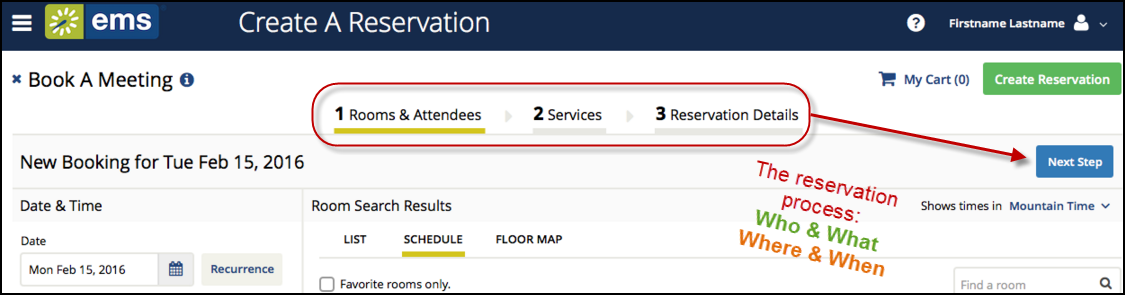 ems Create A Reservation ? Firstname Lastname
Book A Meeting i My Cart (0) Create Reservation
1 Rooms & Attendees 2 Services 3 Reservation Details
New Booking for Tue Feb 15, 2016 Next Step
The reservation
process:
Who & What
Where & When
Date & Time Room Search Results Shows times in Mountain Time
LIST SCHEDULE FLOOR MAP
Date
Mon Feb 15, 2016 Recurrence
Favorite rooms only. Find a room